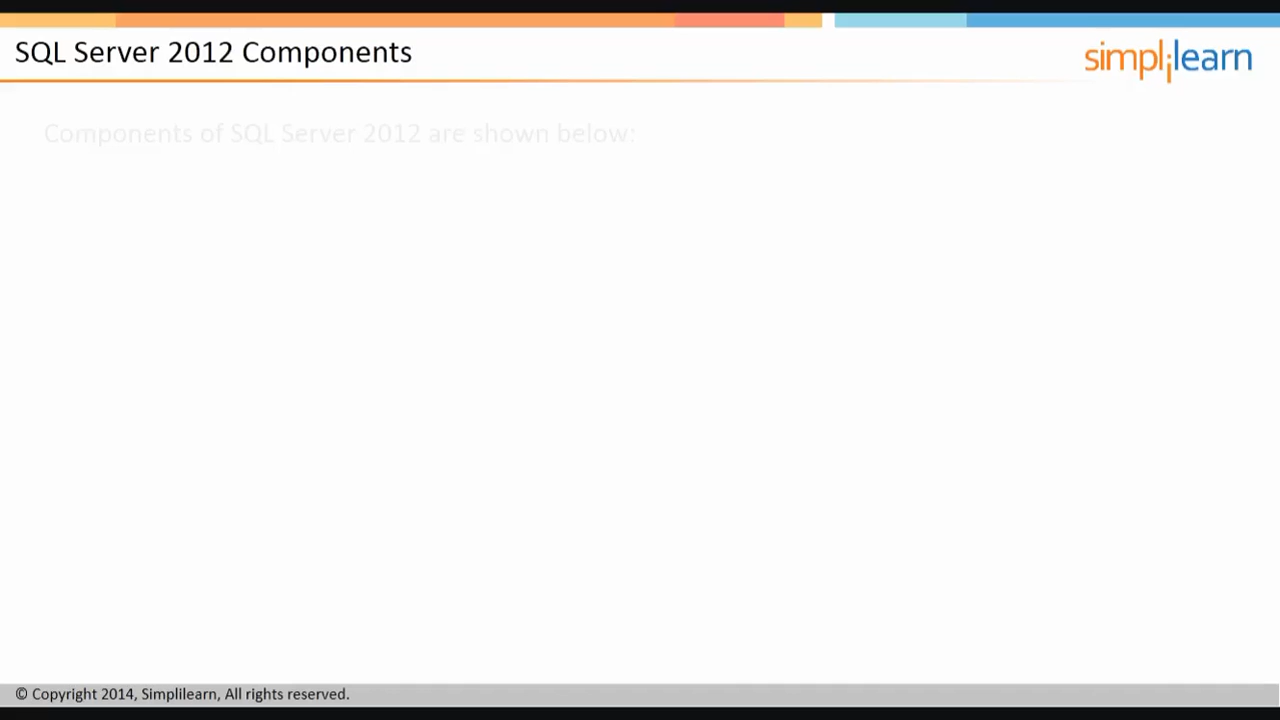 SQL Server 2012 Components
simplilearn
Components of SQL Server 2012 are shown below:
© Copyright 2014, Simplilearn, All rights reserved.